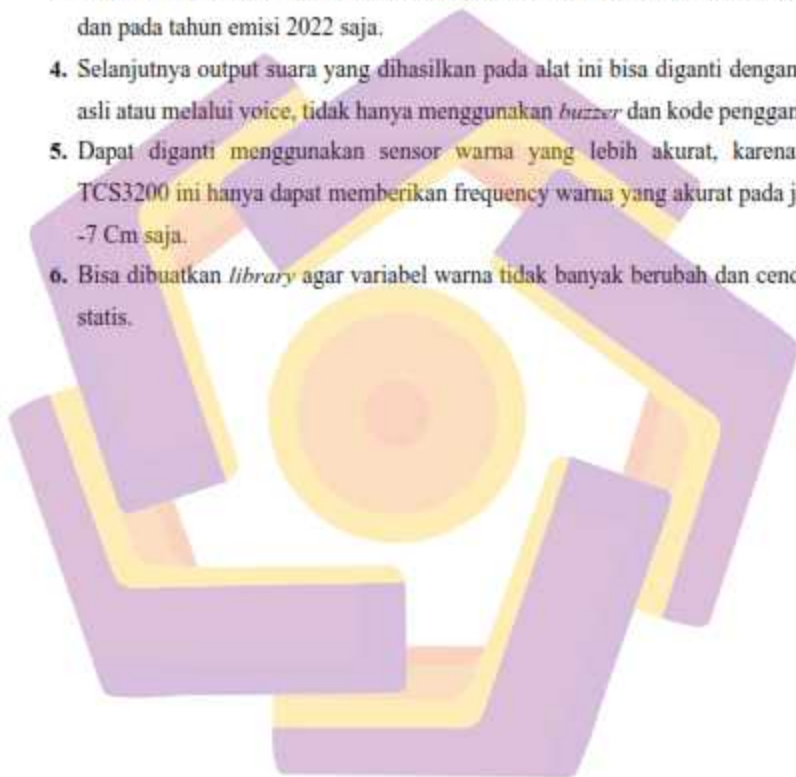 dan pada tahun emisi 2022 saja.
4. Selanjutnya output suara yang dihasilkan pada alat ini bisa diganti dengan
asli atau melalui voice, tidak hanya menggunakan buzzer dan kode
5. Dapat diganti menggunakan sensor warna yang lebih akurat, karena
TCS3200 ini hanya dapat memberikan frequency warna yang akurat pada
-7 Cm saja.
6. Bisa dibuatkan library agar variabel warna tidak banyak berubah dan
statis.